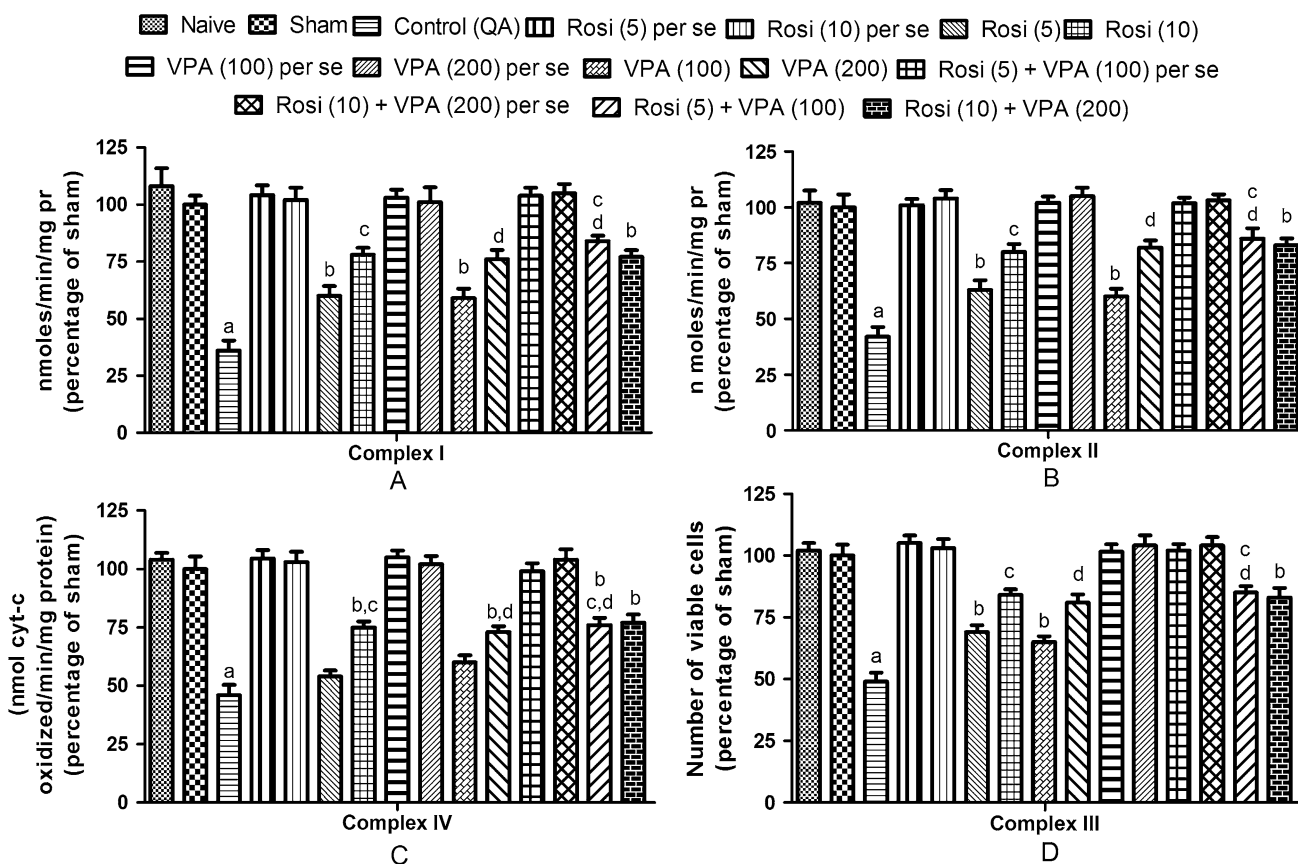 Naive Sham Control (QA) Rosi (5) per se Rosi (10) per se Rosi (5) Rosi (10)
VPA (100) per se VPA (200) per se VPA (100) VPA (200) Rosi (5) + VPA (100) per se
Rosi (10) + VPA (200) per se Rosi (5) + VPA (100) Rosi (10) + VPA (200)
nmoles/min/mg pr
(percentage of sham)
125
100
75
50
25
0
a
b
c
b
d
c
d
b
Complex I
A
n moles/min/mg pr
(percentage of sham)
125
100
75
50
25
0
a
b
c
b
d
c
d
b
Complex II
B
(nmol cyt-c
oxidized/min/mg protein)
(percentage of sham)
125
100
75
50
25
0
a
b,c
b,d
b
c,d
b
Complex IV
C
Number of viable cells
(percentage of sham)
125
100
75
50
25
0
a
b
c
b
d
c
d
b
Complex III
D